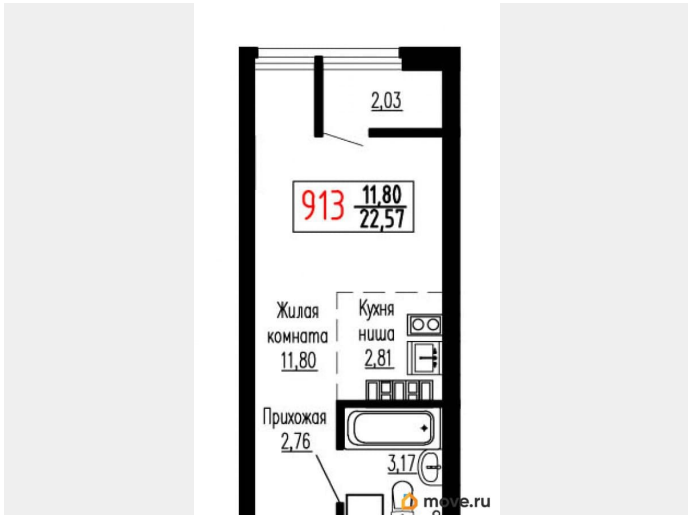 2,03
913 11,80
22,57
Жилая
комната
11,80
Кухня
ниша
2,81
Прихожая
2,76
3,17
move.ru